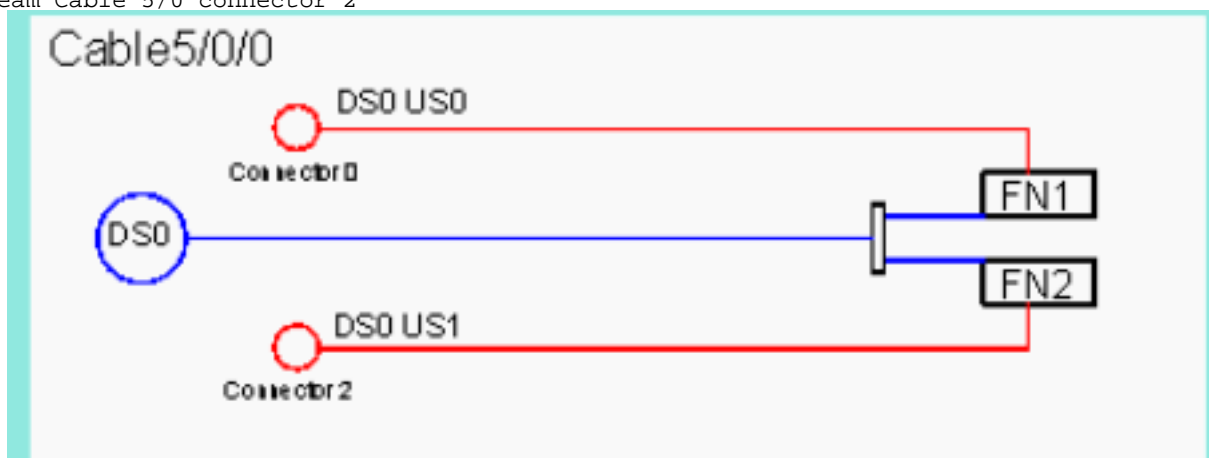 eam Cable 5/0 connector 2
Cable5/0/0
DS0 US0
Connector 0
FN1
DS0
FN2
DS0 US1
Connector 2